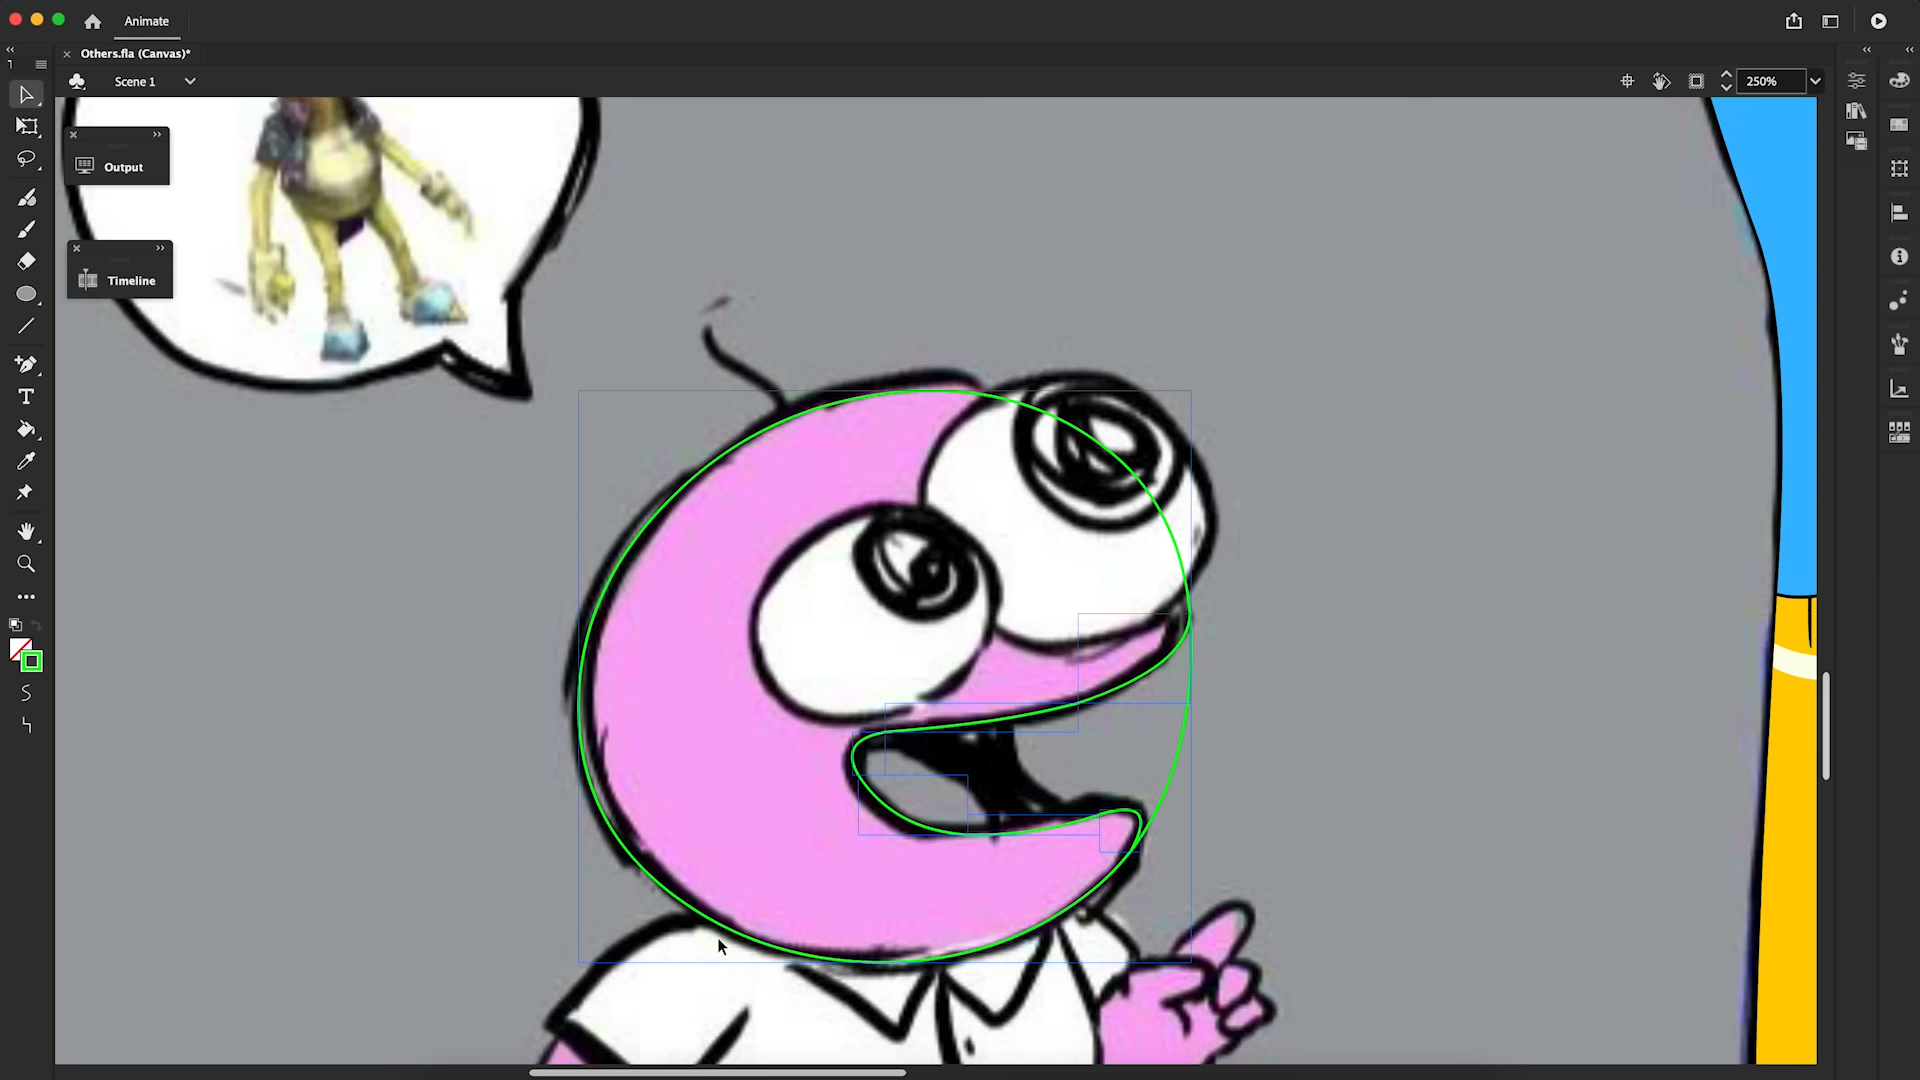 Animate
Others.fla (Canvas)*
Scene 1
250%
Output
Timeline